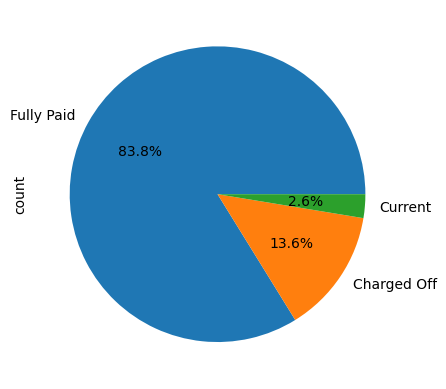 Fully Paid
83.8%
count
2.6%
Current
13.6%
Charged Off